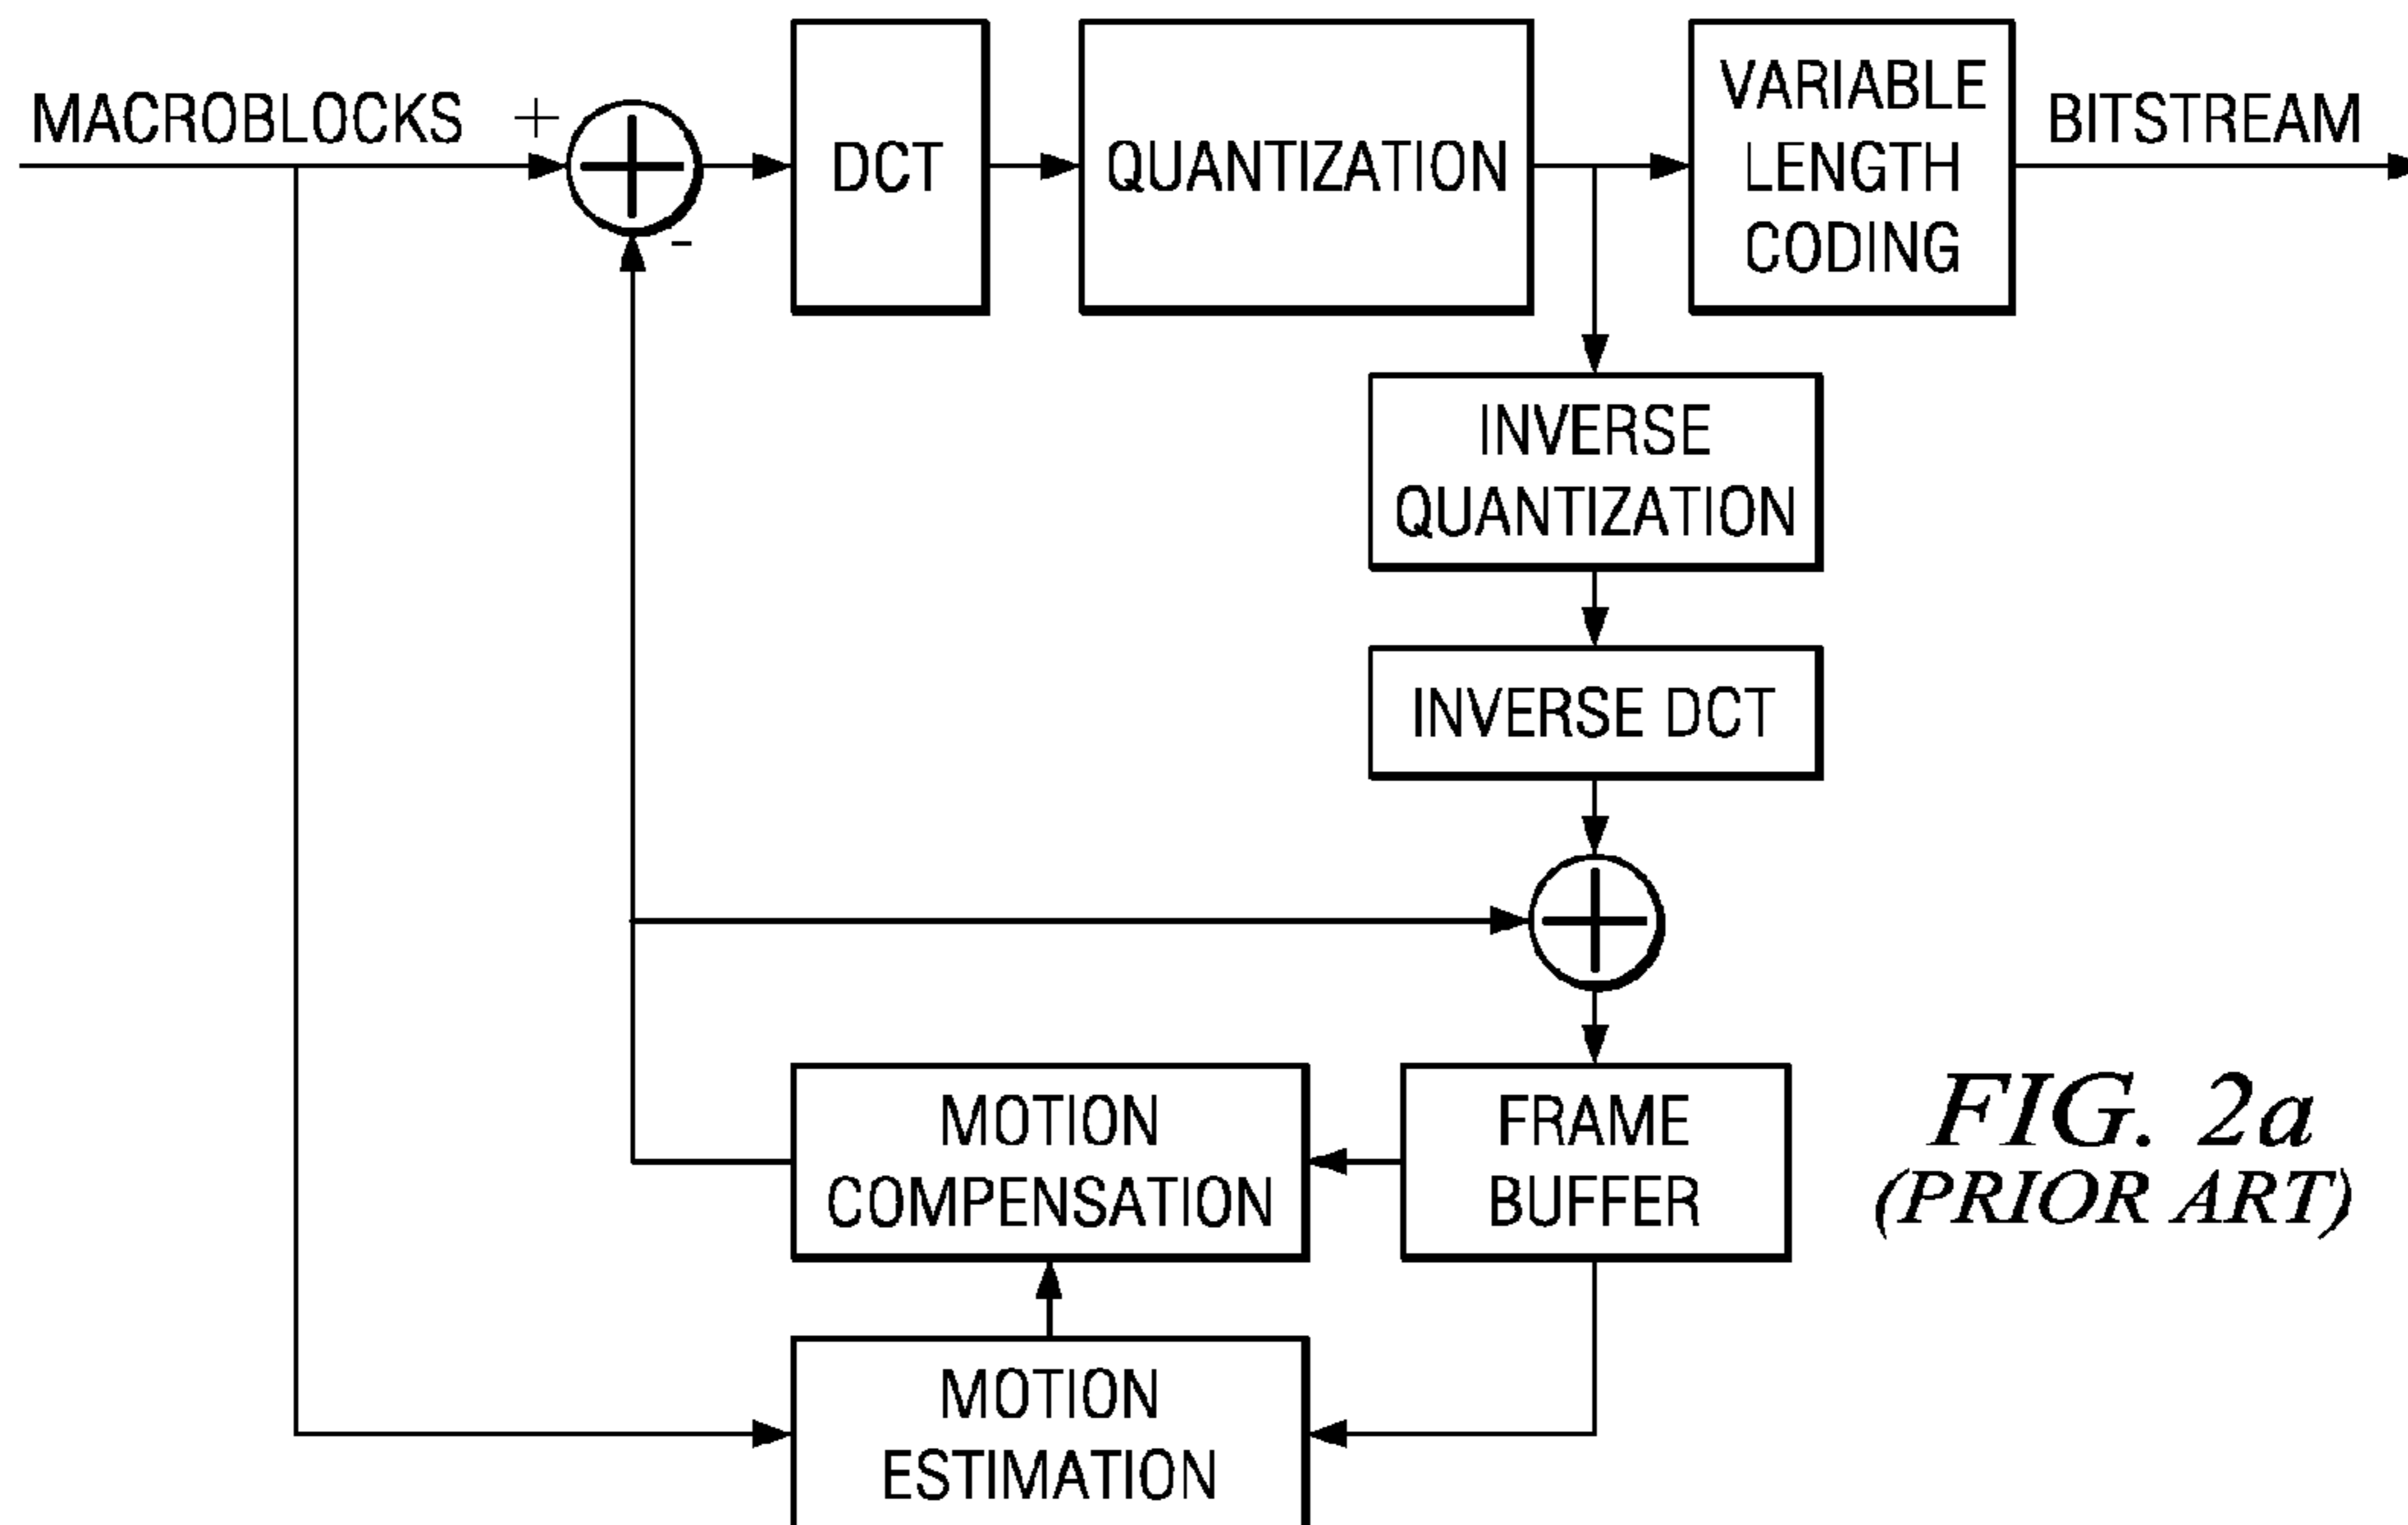 MACROBLOCKS
+
DCT
QUANTIZATION
VARIABLE
LENGTH
CODING
BITSTREAM
-
INVERSE
QUANTIZATION
INVERSE DCT
MOTION
COMPENSATION
FRAME
BUFFER
MOTION
ESTIMATION
FIG. 2a
(PRIOR ART)